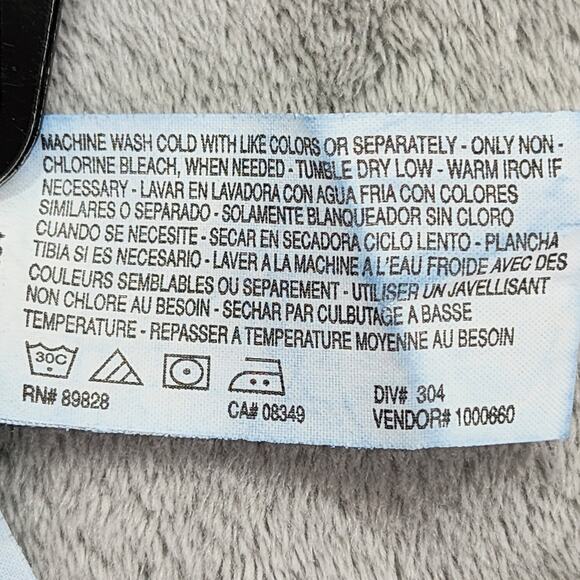 MACHINE WASH COLD WITH LIKE COLORS OR SEPARATELY - ONLY NON -
CHLORINE BLEACH, WHEN NEEDED - TUMBLE DRY LOW - WARM IRON IF
NECESSARY - LAVAR EN LAVADORA CON AGUA FRIA CON COLORES
SIMILARES O SEPARADO - SOLAMENTE BLANQUEADOR SIN CLORO
CUANDO SE NECESITE - SECAR EN SECADORA CICLO LENTO - PLANCHA
TIBIA SI ES NECESARIO - LAVER A LA MACHINE A L'EAU FROIDE AVEC DES
COULEURS SEMBLABLES OU SEPAREMENT - UTILISER UN JAVELLISANT
NON CHLORE AU BESOIN - SECHAR PAR CULBUTAGE A BASSE
TEMPERATURE - REPASSER A TEMPERATURE MOYENNE AU BESOIN
30C
RN# 89828 CA# 08349 DIV# 304
VENDOR# 1000660